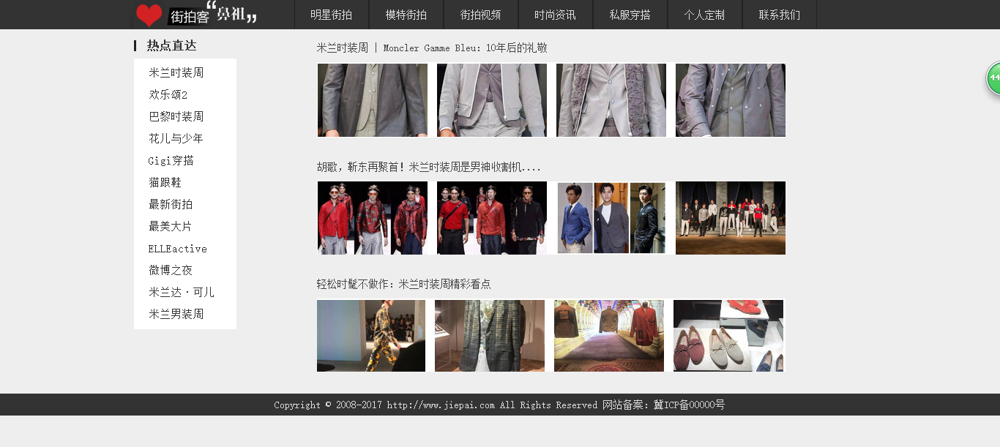 街拍客“鼻祖”
明星街拍 模特街拍 街拍视频 时尚资讯 私服穿搭 个人定制 联系我们
热点直达
米兰时装周
欢乐颂2
巴黎时装周
花儿与少年
Gigi穿搭
猫跟鞋
最新街拍
最美大片
ELLEactive
微博之夜
米兰达·可儿
米兰男装周
米兰时装周 | Moncler Gamme Bleu: 10年后的礼敬
胡歌，靳东再聚首！米兰时装周是男神收割机....
轻松时髦不做作：米兰时装周精彩看点
44
Copyright © 2008-2017 http://www.jiepai.com All Rights Reserved 网站备案：冀ICP备00000号